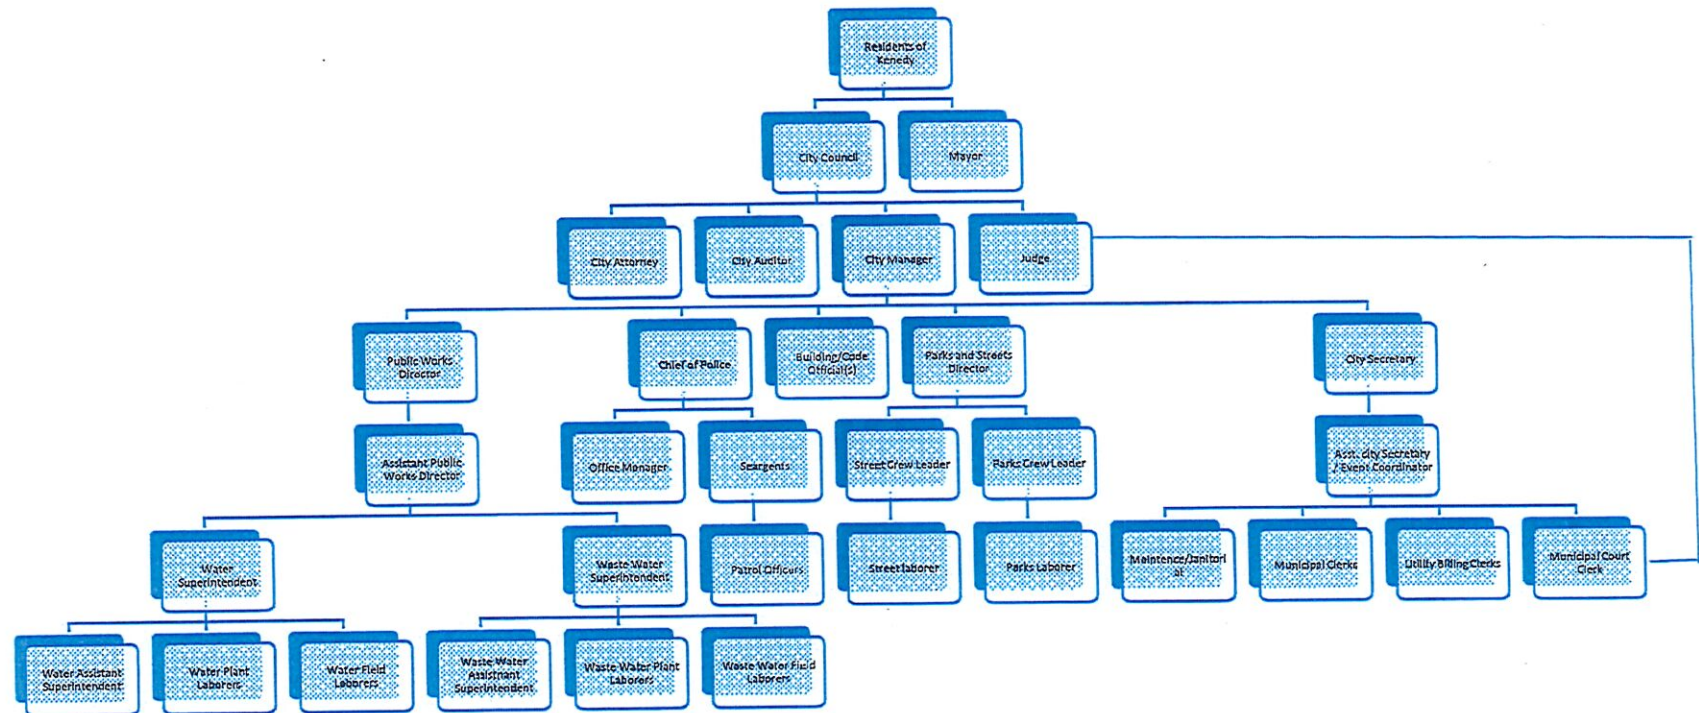 Residents of
Kenedy
City Council
Mayor
City Attorney
City Auditor
City Manager
Judge
Public Works
Director
Chief of Police
Building/Code
Official(s)
Parks and Streets
Director
City Secretary
Assistant Public
Works Director
Office Manager
Seargents
Street Crew Leader
Parks Crew Leader
Asst. city Secretary
/ Event Coordinator
Water
Superintendent
Waste Water
Superintendent
Patrol Officers
Street laborer
Parks Laborer
Maintence/Janitori
al
Municipal Clerks
Utility Billing Clerks
Municipal Court
Clerk
Water Assistant
Superintendent
Water Plant
Laborers
Water Field
Laborers
Waste Water
Assistnant
Superintendent
Waste Water Plant
Laborers
Waste Water Field
Laborers